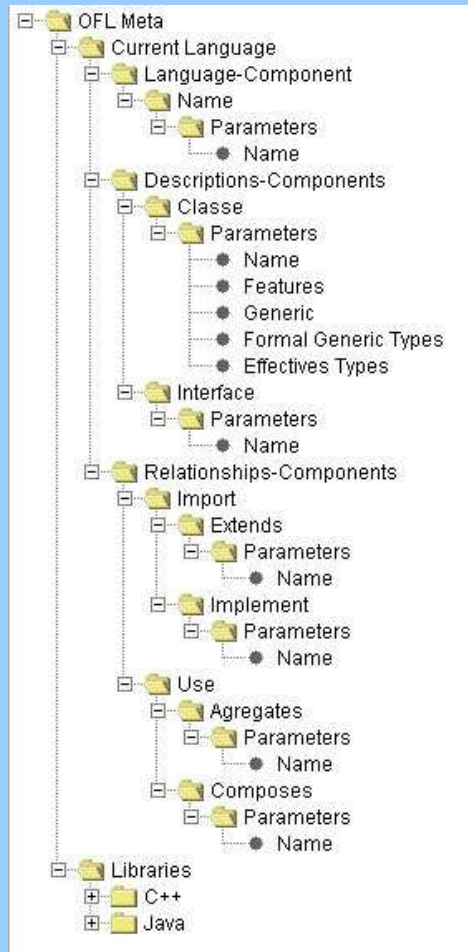 OFL Meta
Current Language
Language-Component
Name
Parameters
Name
Descriptions-Components
Classe
Parameters
Name
Features
Generic
Formal Generic Types
Effectives Types
Interface
Parameters
Name
Relationships-Components
Import
Extends
Parameters
Name
Implement
Parameters
Name
Use
Agregates
Parameters
Name
Composes
Parameters
Name
Libraries
C++
Java